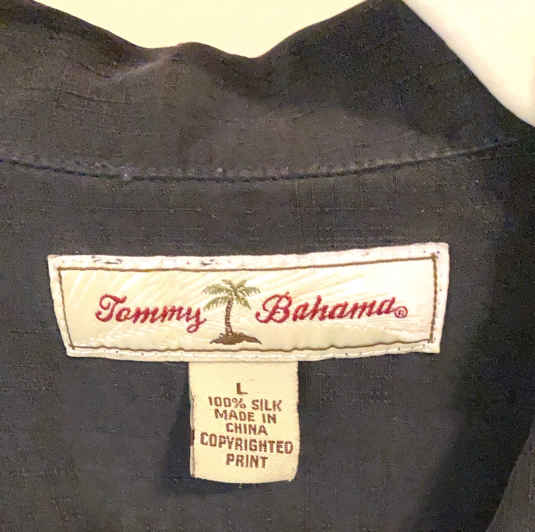 Tommy Bahama®
L
100% SILK
MADE IN
CHINA
COPYRIGHTED
PRINT